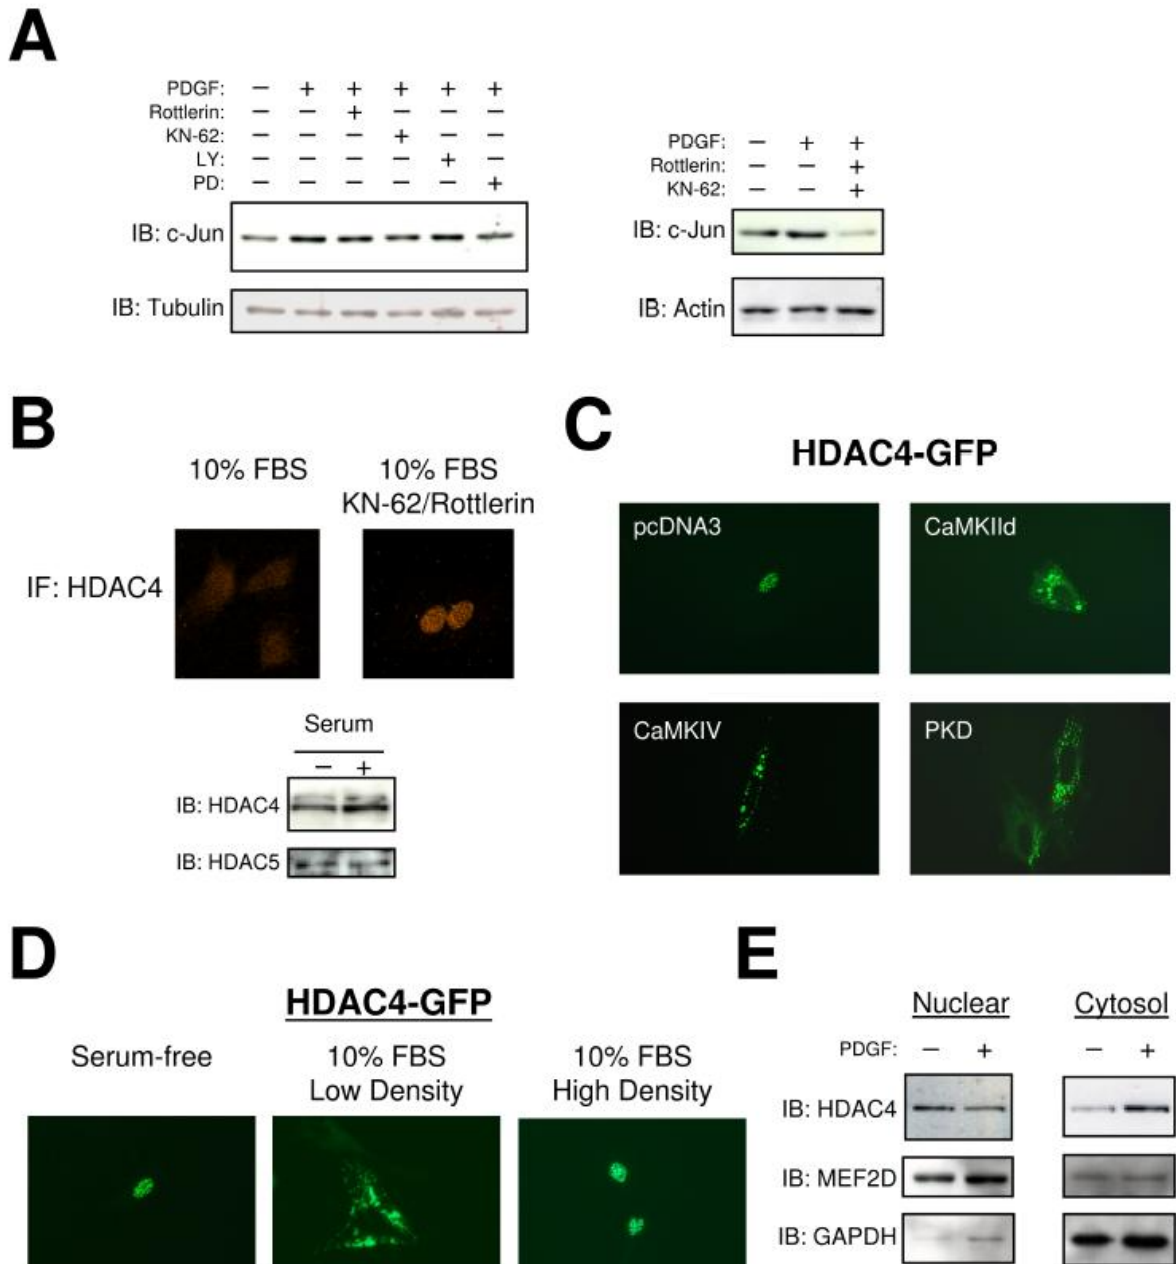 A
PDGF: − + + + + +
Rottlerin: − − + − − −
KN-62: − − − + − −
LY: − − − − + −
PD: − − − − − +
IB: c-Jun
IB: Tubulin
PDGF: − + +
Rottlerin: − − +
KN-62: − − +
IB: c-Jun
IB: Actin
B
10% FBS
10% FBS
KN-62/Rottlerin
IF: HDAC4
Serum
− +
IB: HDAC4
IB: HDAC5
C
HDAC4-GFP
pcDNA3
CaMKIId
CaMKIV
PKD
D
HDAC4-GFP
Serum-free
10% FBS
Low Density
10% FBS
High Density
E
Nuclear
Cytosol
PDGF: − + − +
IB: HDAC4
IB: MEF2D
IB: GAPDH